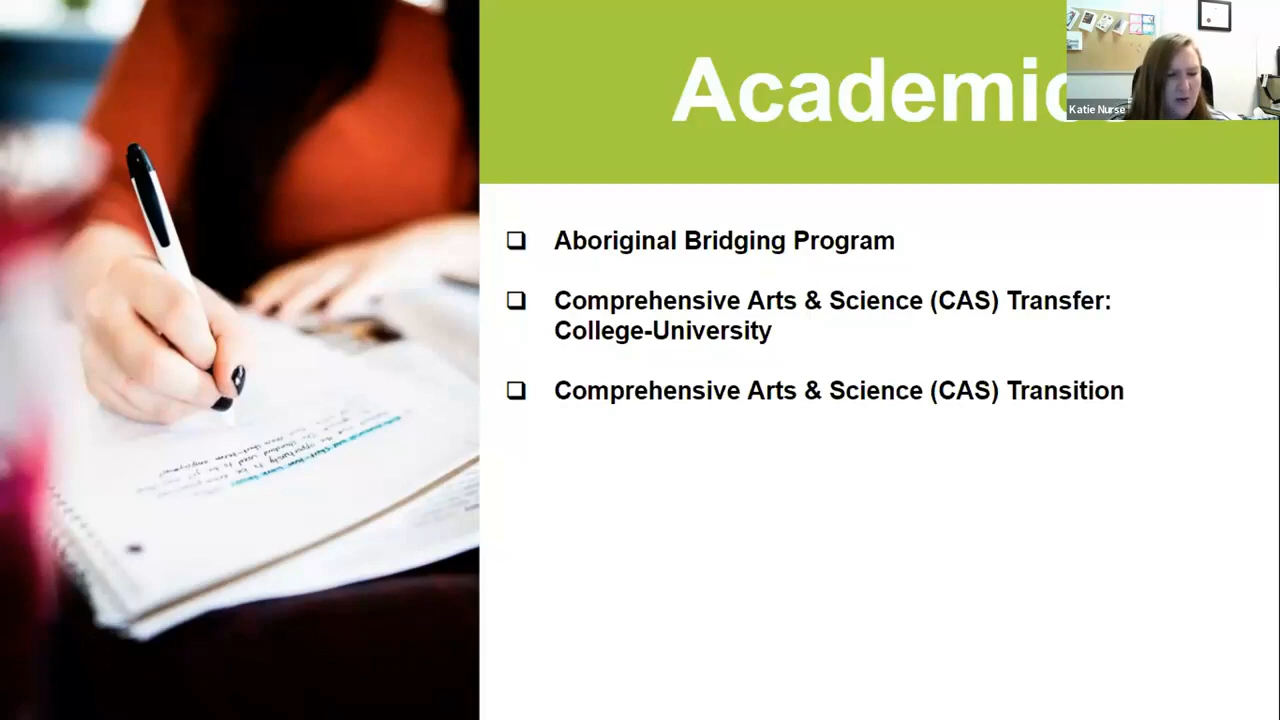 Academic
Katie Nurse
Aboriginal Bridging Program
Comprehensive Arts & Science (CAS) Transfer:
College-University
Comprehensive Arts & Science (CAS) Transition